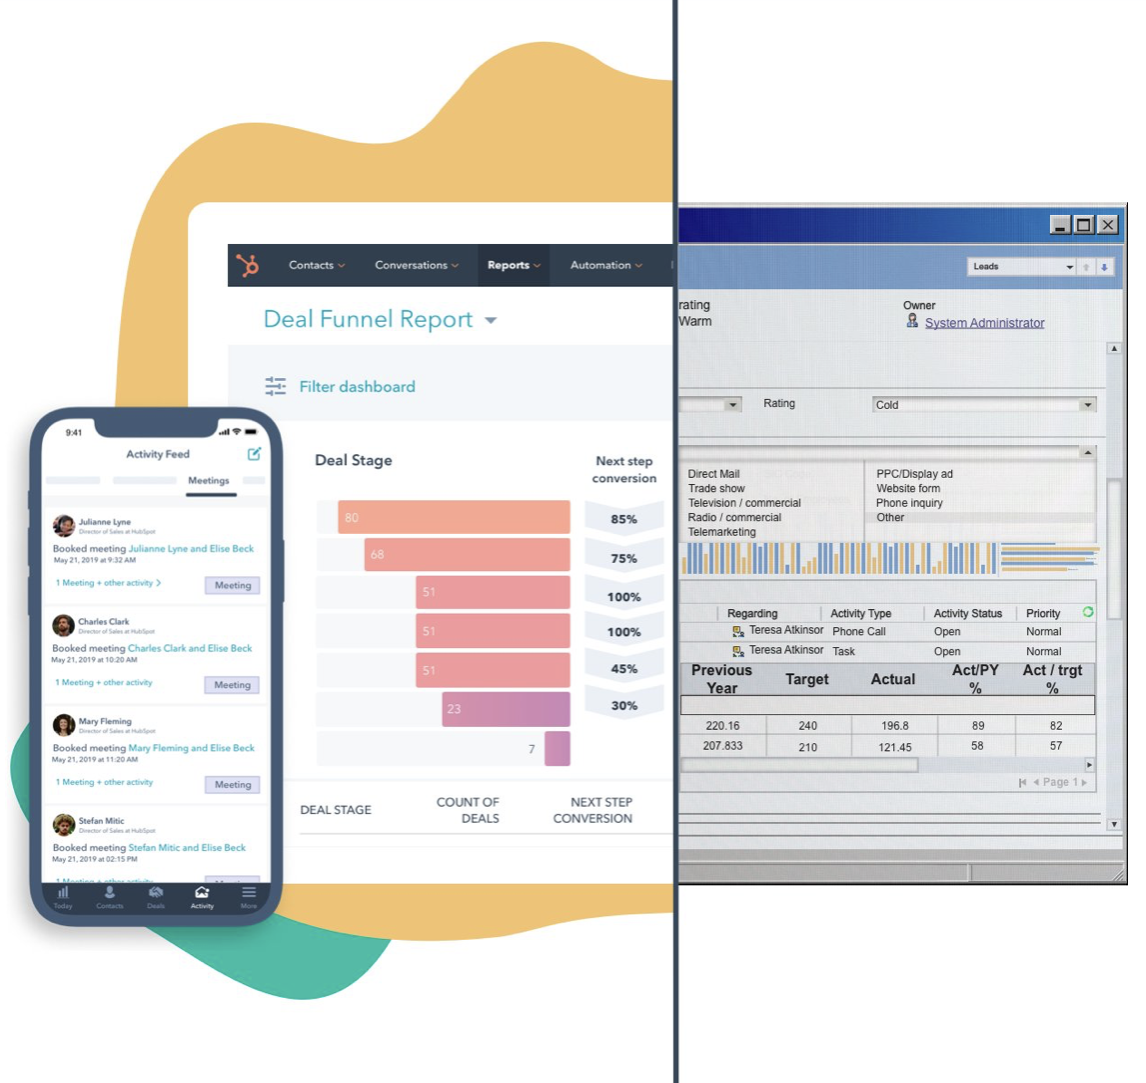 Contacts
Conversations
Reports
Automation
Deal Funnel Report
Filter dashboard
Deal Stage
Next step
conversion
80
85%
68
75%
51
100%
51
100%
51
45%
23
30%
7
DEAL STAGE
COUNT OF
DEALS
NEXT STEP
CONVERSION
9:41
Activity Feed
Meetings
Julianne Lyne
Director of Sales at HubSpot
Booked meeting Julianne Lyne and Elise Beck
May 21, 2019 at 9:32 AM
1 Meeting + other activity >
Meeting
Charles Clark
Director of Sales at HubSpot
Booked meeting Charles Clark and Elise Beck
May 21, 2019 at 10:20 AM
1 Meeting + other activity
Meeting
Mary Fleming
Director of Sales at HubSpot
Booked meeting Mary Fleming and Elise Beck
May 21, 2019 at 11:20 AM
1 Meeting + other activity
Meeting
Stefan Mitic
Director of Sales at HubSpot
Booked meeting Stefan Mitic and Elise Beck
May 21, 2019 at 02:15 PM
1 Meeting + other activity
Today
Contacts
Deals
Activity
More
Leads
rating
Owner
Warm
System Administrator
Rating
Cold
Direct Mail
PPC/Display ad
Trade show
Website form
Television / commercial
Phone inquiry
Radio / commercial
Other
Telemarketing
Regarding
Activity Type
Activity Status
Priority
Teresa Atkinsor
Phone Call
Open
Normal
Teresa Atkinsor
Task
Open
Normal
Previous
Year
Target
Actual
Act/PY
%
Act / trgt
%
220.16
240
196.8
89
82
207.833
210
121.45
58
57
Page 1